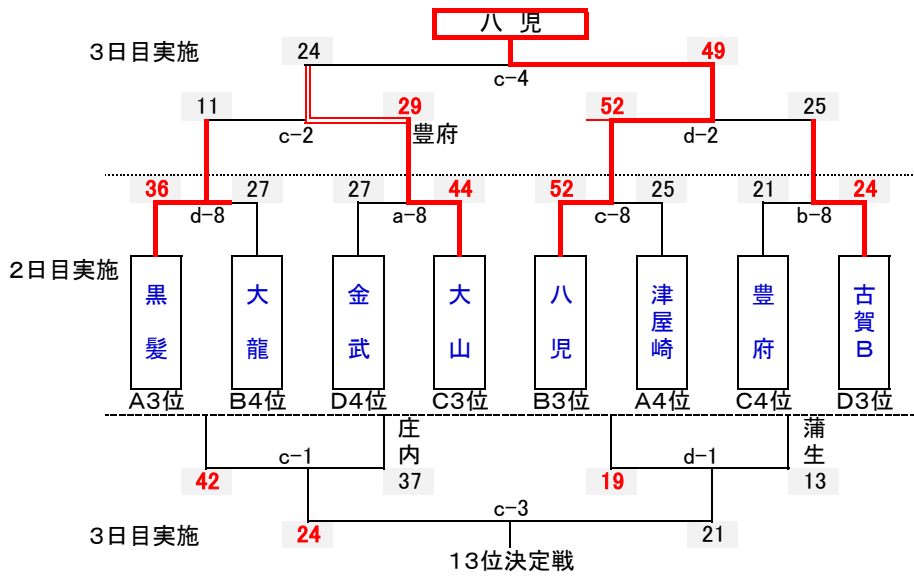 八 児
3日目実施
24
49
c-4
11
29
52
25
c-2
豊府
d-2
36
27
27
44
52
25
21
24
d-8
a-8
c-8
b-8
2日目実施
黒髪
大龍
金武
大山
八児
津屋崎
豊府
古賀B
A3位
B4位
D4位
C3位
B3位
A4位
C4位
D3位
c-1
庄内
d-1
蒲生
42
37
19
13
c-3
3日目実施
24
21
13位決定戦